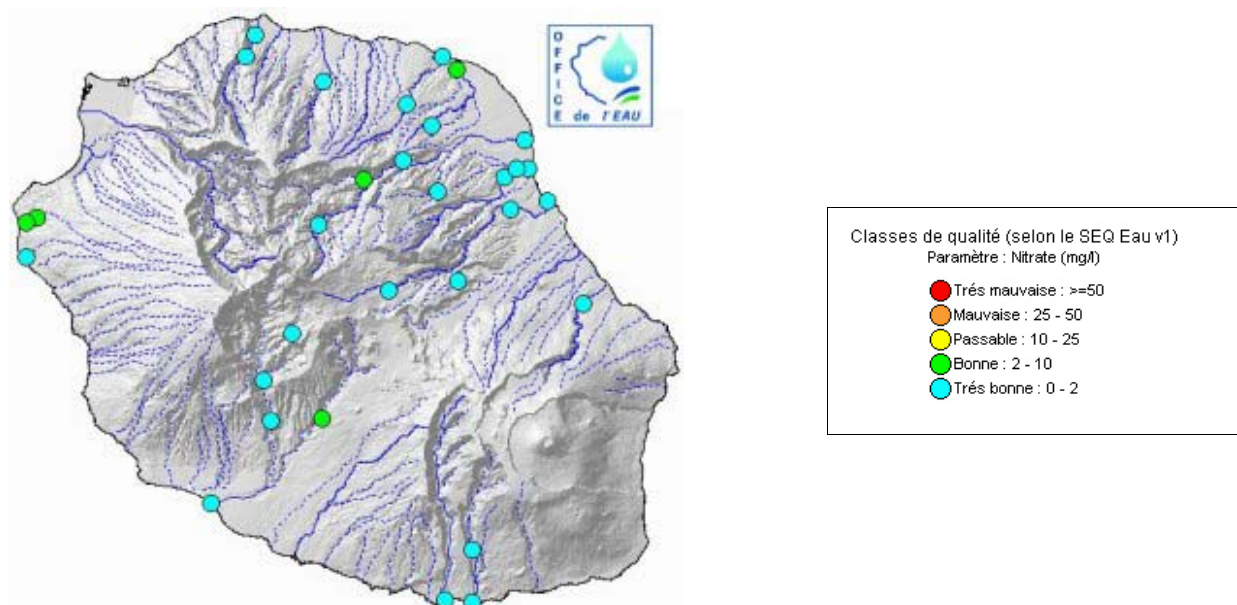 OFFICE
de l'EAU
Classes de qualité (selon le SEQ Eau v1)
Paramètre : Nitrate (mg/l)
Trés mauvaise : >=50
Mauvaise : 25 - 50
Passable : 10 - 25
Bonne : 2 - 10
Trés bonne : 0 - 2